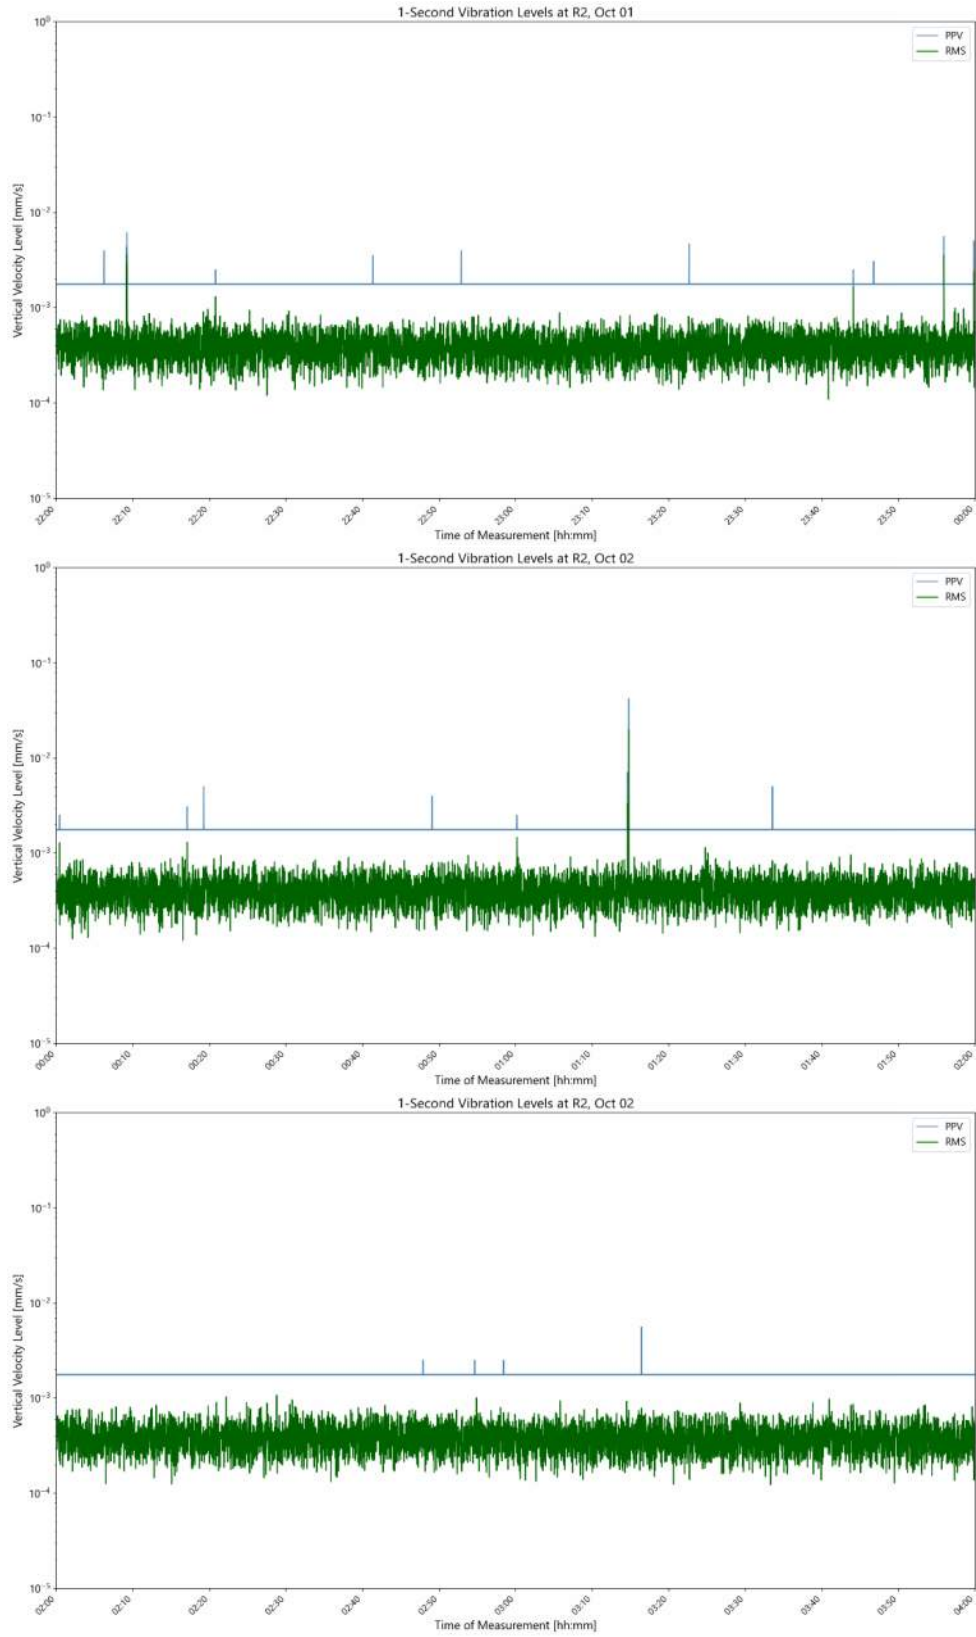 1-Second Vibration Levels at R2, Oct 01
PPV
RMS
Vertical Velocity Level [mm/s]
10⁰
10⁻¹
10⁻²
10⁻³
10⁻⁴
10⁻⁵
22:00 22:10 22:20 22:30 22:40 22:50 23:00 23:10 23:20 23:30 23:40 23:50 00:00
Time of Measurement [hh:mm]
1-Second Vibration Levels at R2, Oct 02
PPV
RMS
Vertical Velocity Level [mm/s]
10⁰
10⁻¹
10⁻²
10⁻³
10⁻⁴
10⁻⁵
00:00 00:10 00:20 00:30 00:40 00:50 01:00 01:10 01:20 01:30 01:40 01:50 02:00
Time of Measurement [hh:mm]
1-Second Vibration Levels at R2, Oct 02
PPV
RMS
Vertical Velocity Level [mm/s]
10⁰
10⁻¹
10⁻²
10⁻³
10⁻⁴
10⁻⁵
02:00 02:10 02:20 02:30 02:40 02:50 03:00 03:10 03:20 03:30 03:40 03:50 04:00
Time of Measurement [hh:mm]